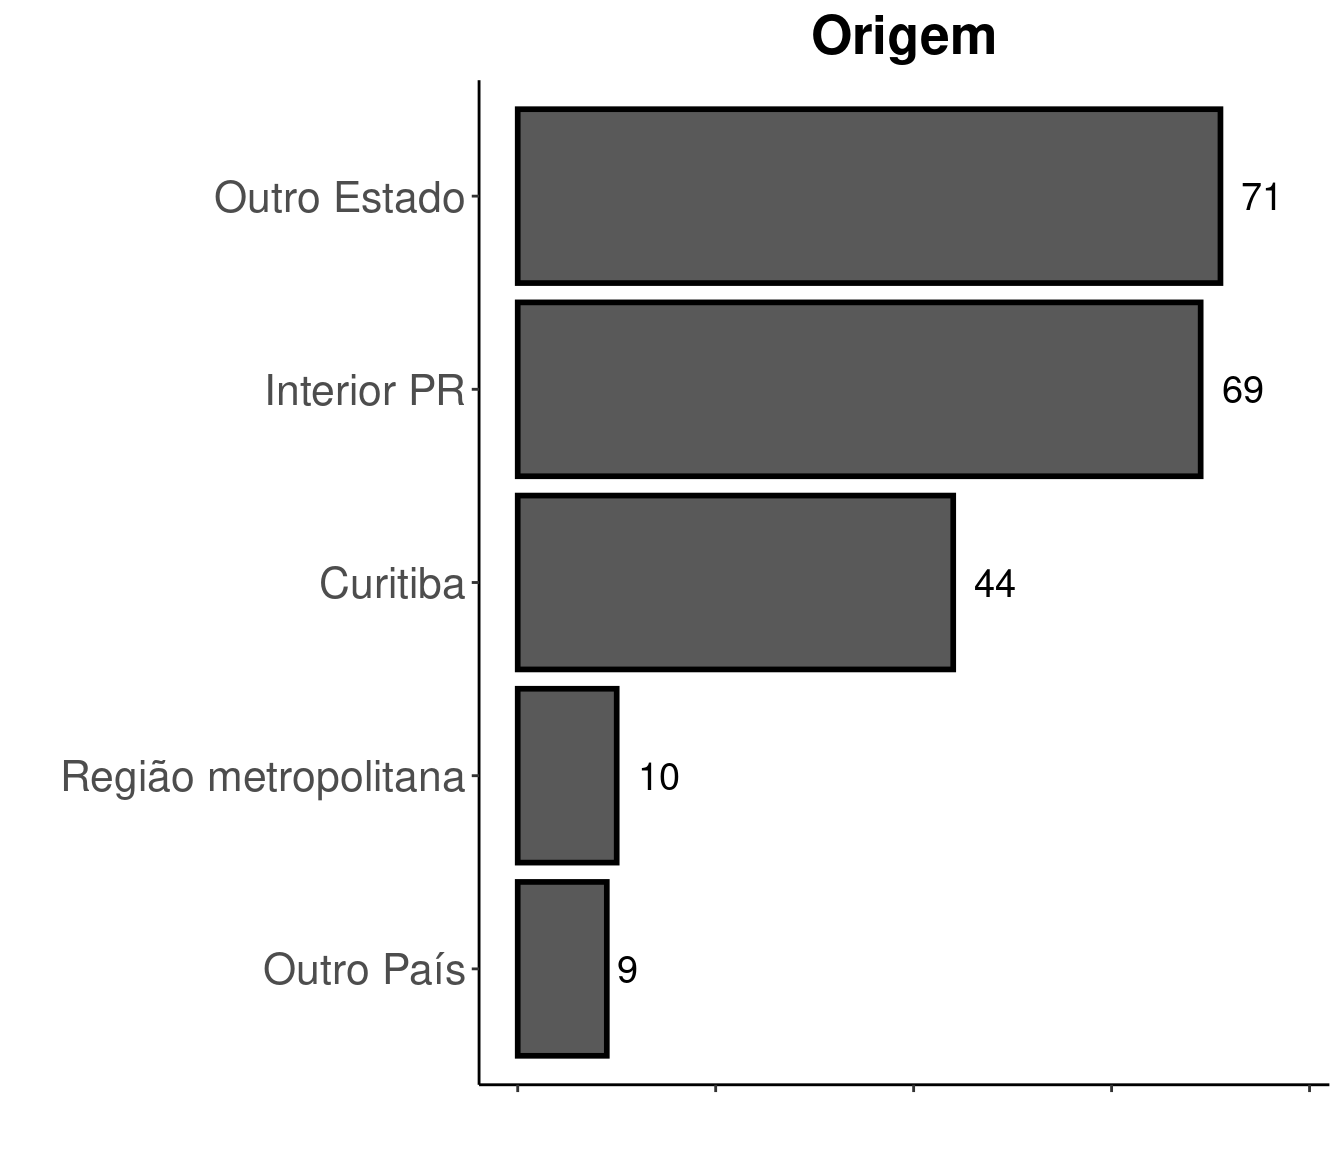 Origem
Outro Estado
71
Interior PR
69
Curitiba
44
Região metropolitana
10
Outro País
9